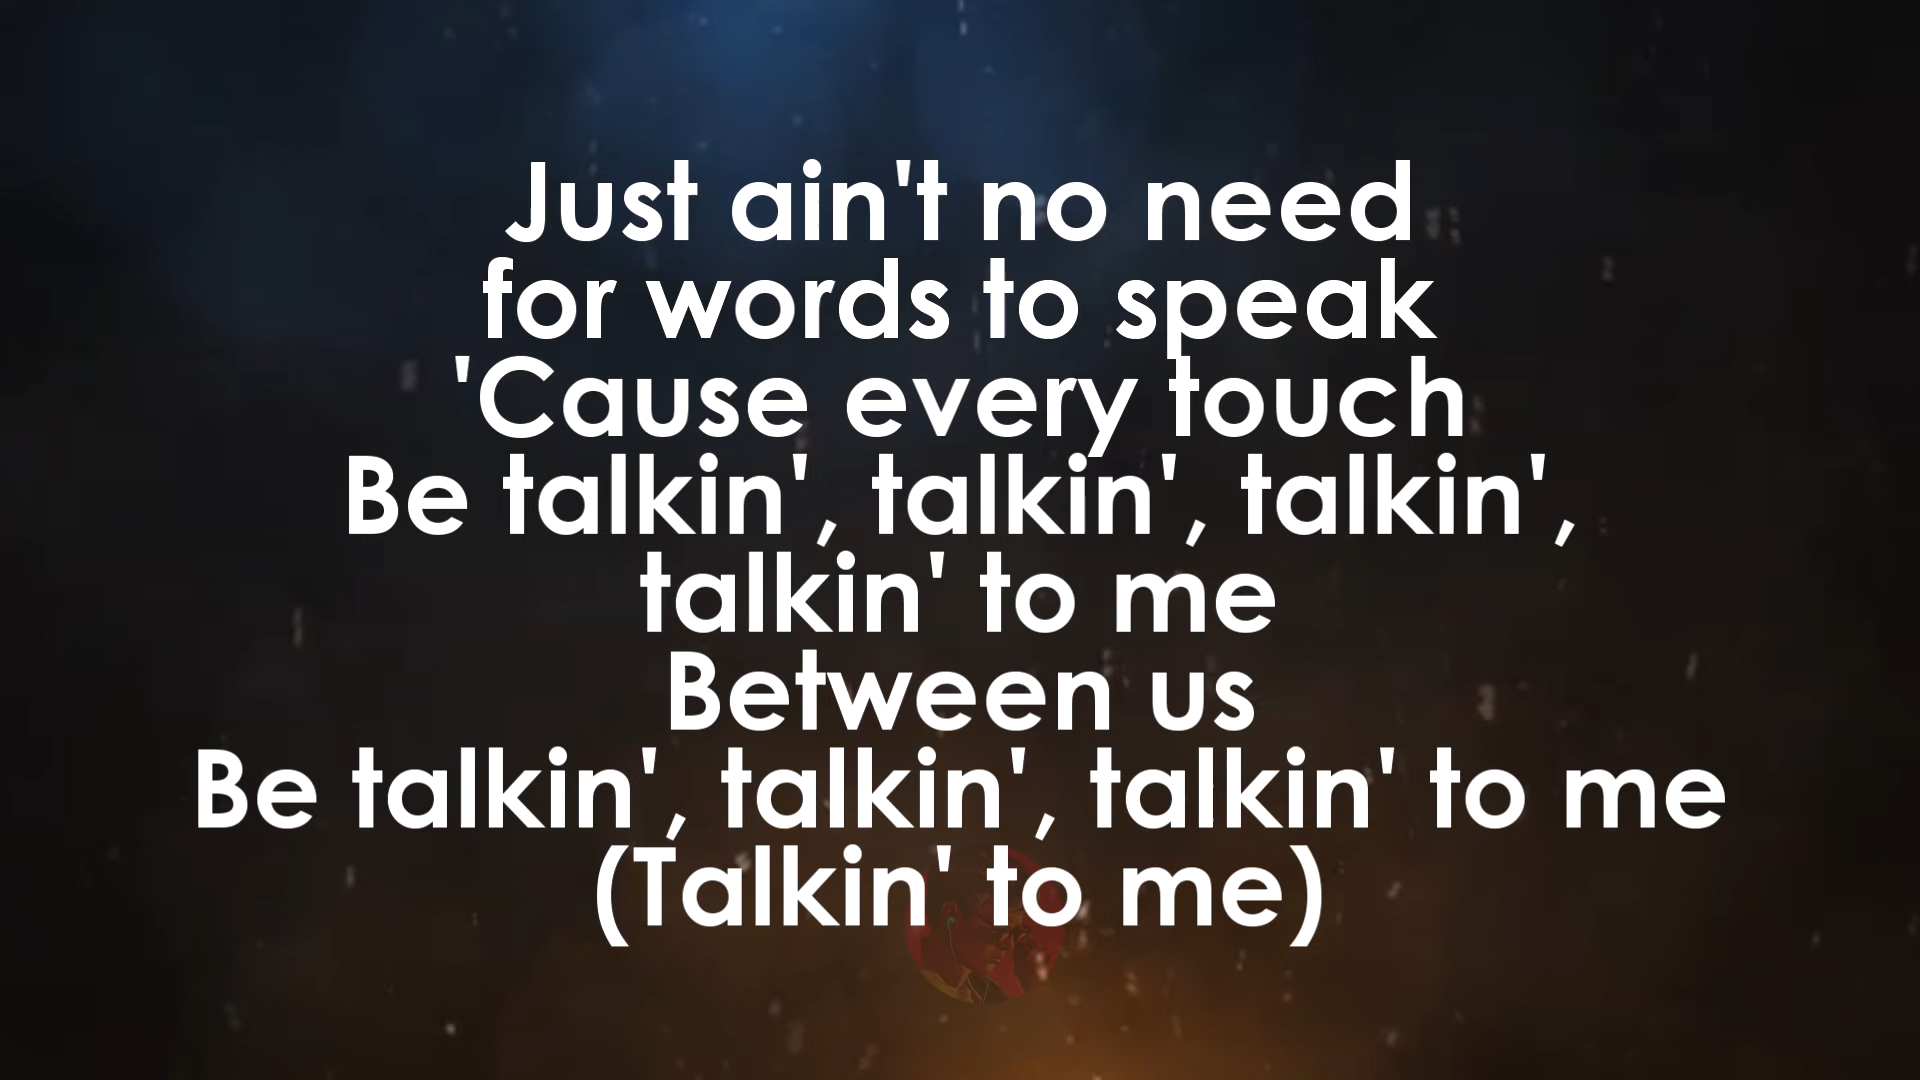 Just ain't no need
for words to speak
'Cause every touch
Be talkin', talkin', talkin',
talkin' to me
Between us
Be talkin', talkin', talkin' to me
(Talkin' to me)